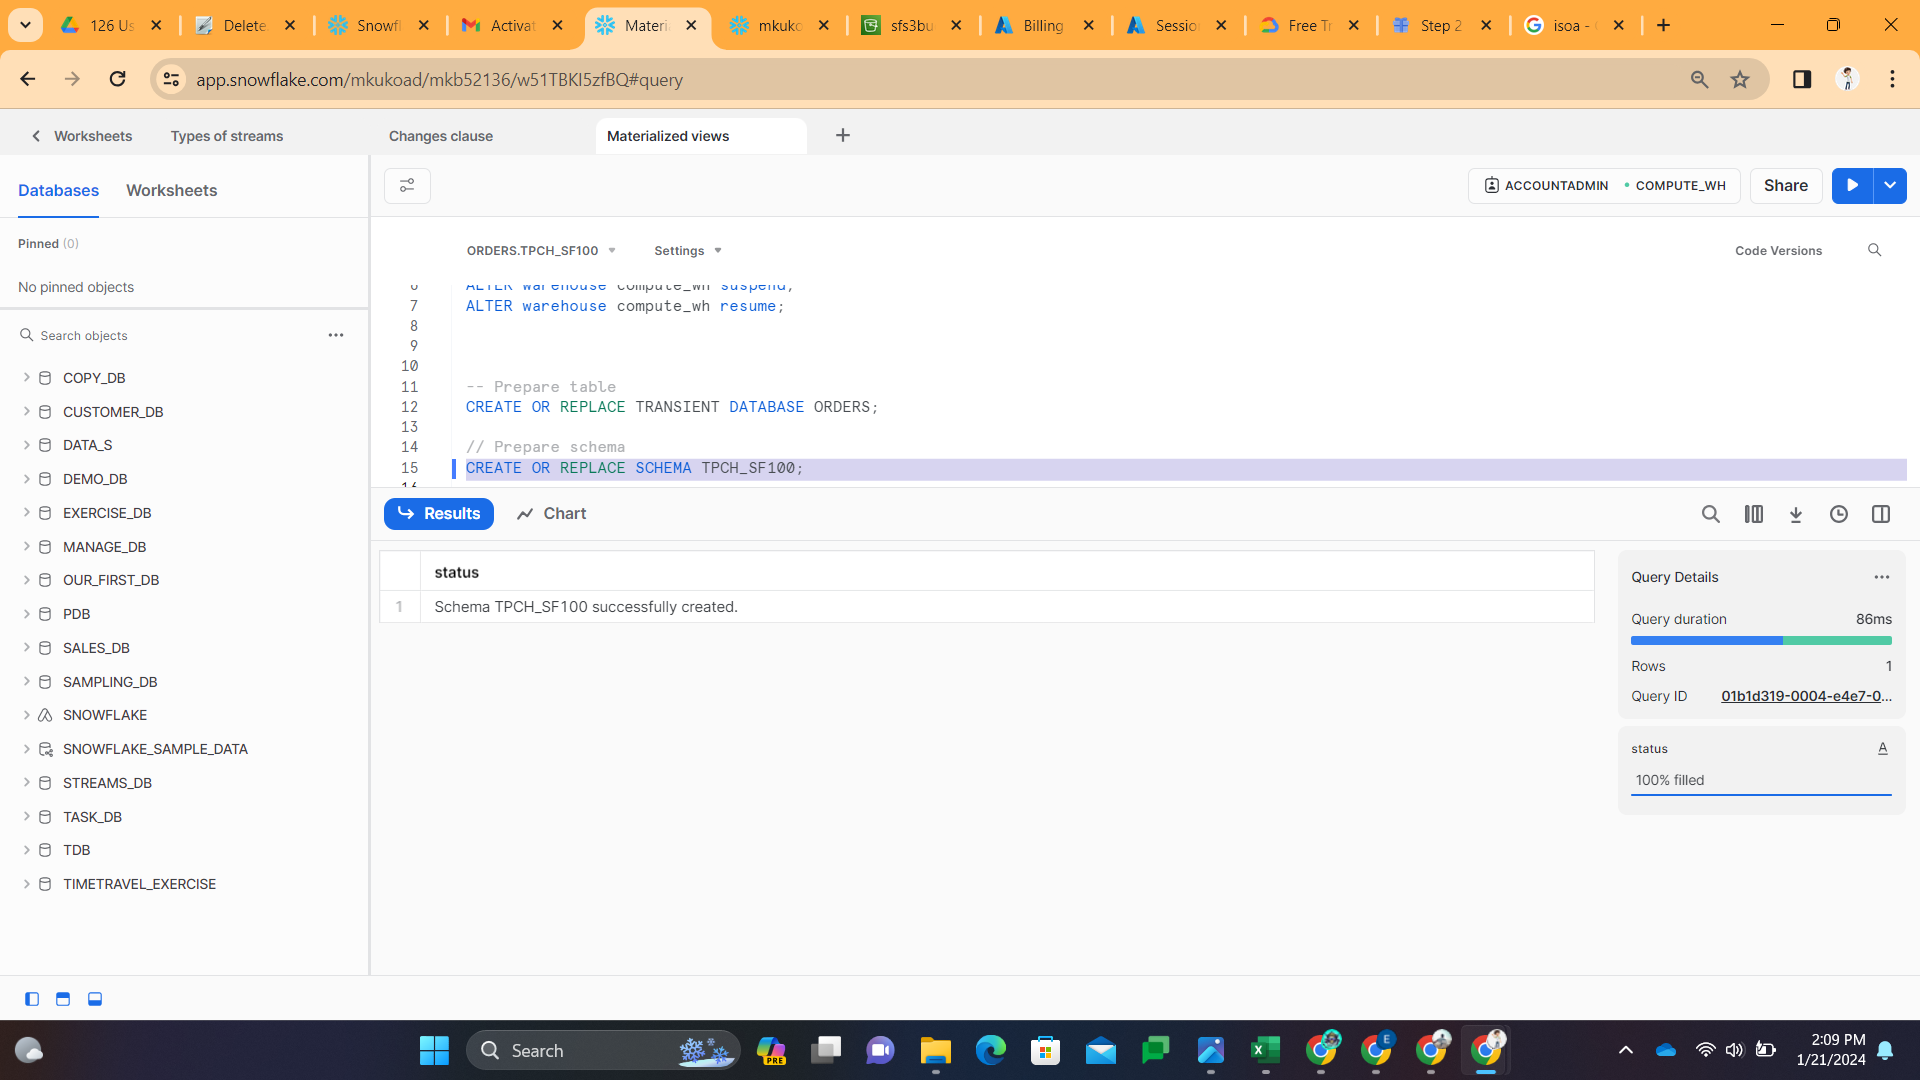 126 Us
Delete
Snowfl
Activat
Materi
mkuko
sfs3bu
Billing
Sessio
Free Tr
Step 2
isoa -
app.snowflake.com/mkukoad/mkb52136/w51TBKI5zfBQ#query
Worksheets
Types of streams
Changes clause
Materialized views
Databases
Worksheets
ACCOUNTADMIN
COMPUTE_WH
Share
Pinned (0)
No pinned objects
ORDERS.TPCH_SF100
Settings
Code Versions
Search objects
COPY_DB
CUSTOMER_DB
DATA_S
DEMO_DB
EXERCISE_DB
MANAGE_DB
OUR_FIRST_DB
PDB
SALES_DB
SAMPLING_DB
SNOWFLAKE
SNOWFLAKE_SAMPLE_DATA
STREAMS_DB
TASK_DB
TDB
TIMETRAVEL_EXERCISE
6 ALTER warehouse compute_wh suspend;
7 ALTER warehouse compute_wh resume;
8
9
10
11 -- Prepare table
12 CREATE OR REPLACE TRANSIENT DATABASE ORDERS;
13
14 // Prepare schema
15 CREATE OR REPLACE SCHEMA TPCH_SF100;
16
Results
Chart
status
1 Schema TPCH_SF100 successfully created.
Query Details
Query duration 86ms
Rows 1
Query ID 01b1d319-0004-e4e7-0...
status A
100% filled
Search
PRE
E
2:09 PM
1/21/2024